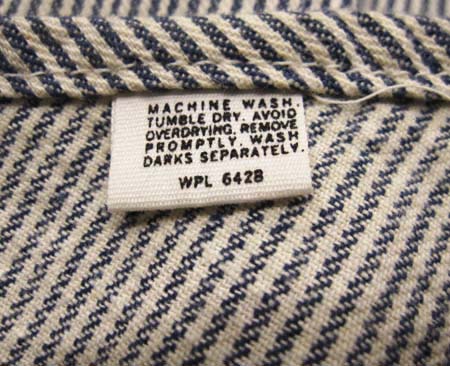 MACHINE WASH.
TUMBLE DRY. AVOID
OVERDRYING. REMOVE
PROMPTLY. WASH
DARKS SEPARATELY.
WPL 6428